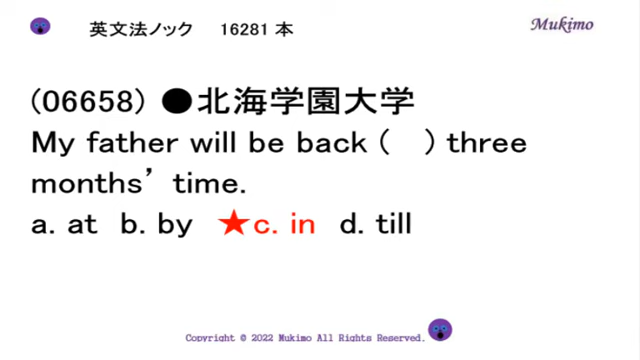 英文法ノック 16281 本
Mukimo
(06658) ●北海学園大学
My father will be back ( ) three
months’ time.
a. at b. by ★c. in d. till
Copyright © 2022 Mukimo All Rights Reserved.